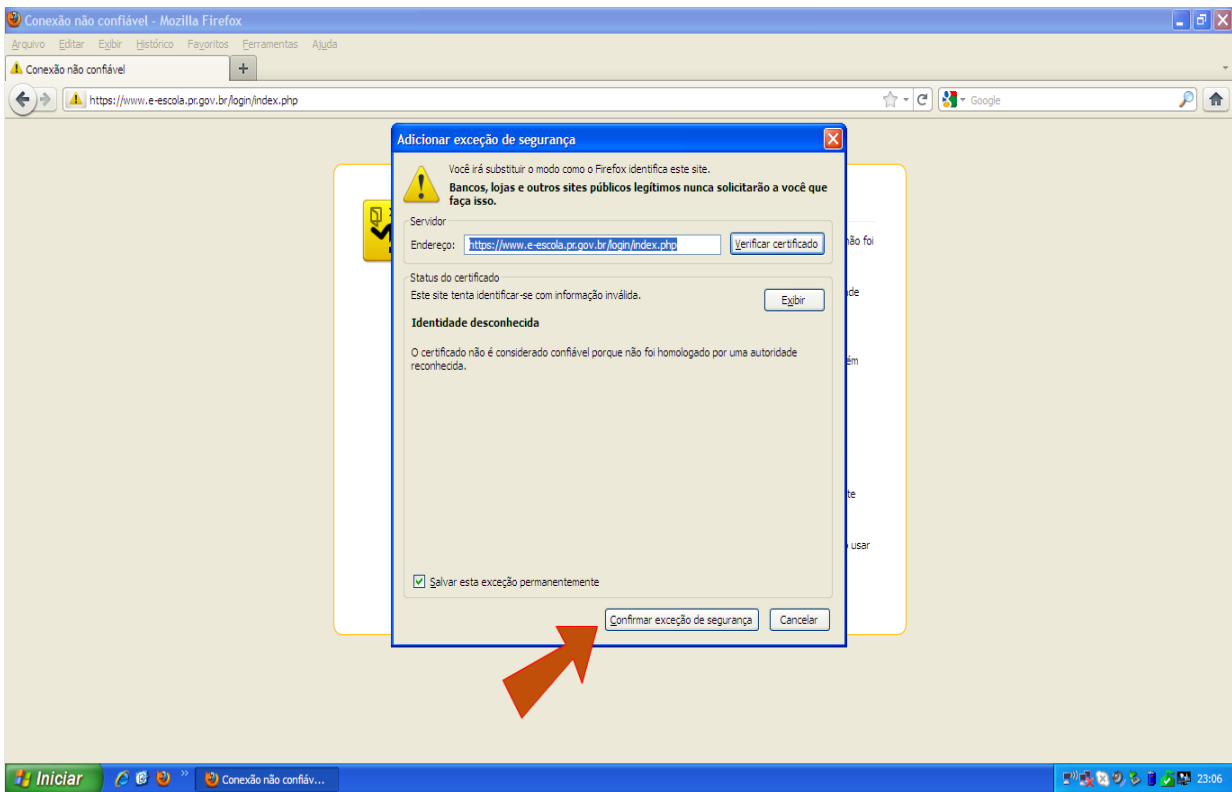 Conexão não confiável - Mozilla Firefox
Arquivo Editar Exibir Histórico Favoritos Ferramentas Ajuda
Conexão não confiável
https://www.e-escola.pr.gov.br/login/index.php
Google
Adicionar exceção de segurança
Você irá substituir o modo como o Firefox identifica este site.
Bancos, lojas e outros sites públicos legítimos nunca solicitarão a você que
faça isso.
Servidor
Endereço: https://www.e-escola.pr.gov.br/login/index.php Verificar certificado
não foi
Status do certificado
Este site tenta identificar-se com informação inválida.
Exibir
de
Identidade desconhecida
O certificado não é considerado confiável porque não foi homologado por uma autoridade
reconhecida.
ém
te
usar
Salvar esta exceção permanentemente
Confirmar exceção de segurança Cancelar
Iniciar
Conexão não confiáv...
23:06